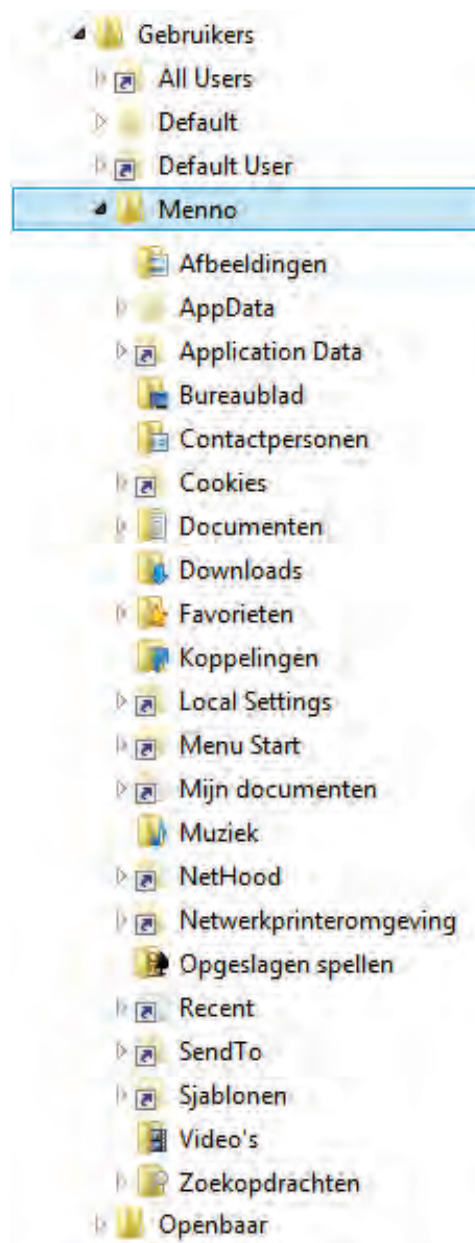 Gebruikers
All Users
Default
Default User
Menno
Afbeeldingen
AppData
Application Data
Bureaublad
Contactpersonen
Cookies
Documenten
Downloads
Favorieten
Koppelingen
Local Settings
Menu Start
Mijn documenten
Muziek
NetHood
Netwerkprinteromgeving
Opgeslagen spellen
Recent
SendTo
Sjablonen
Video's
Zoekopdrachten
Openbaar